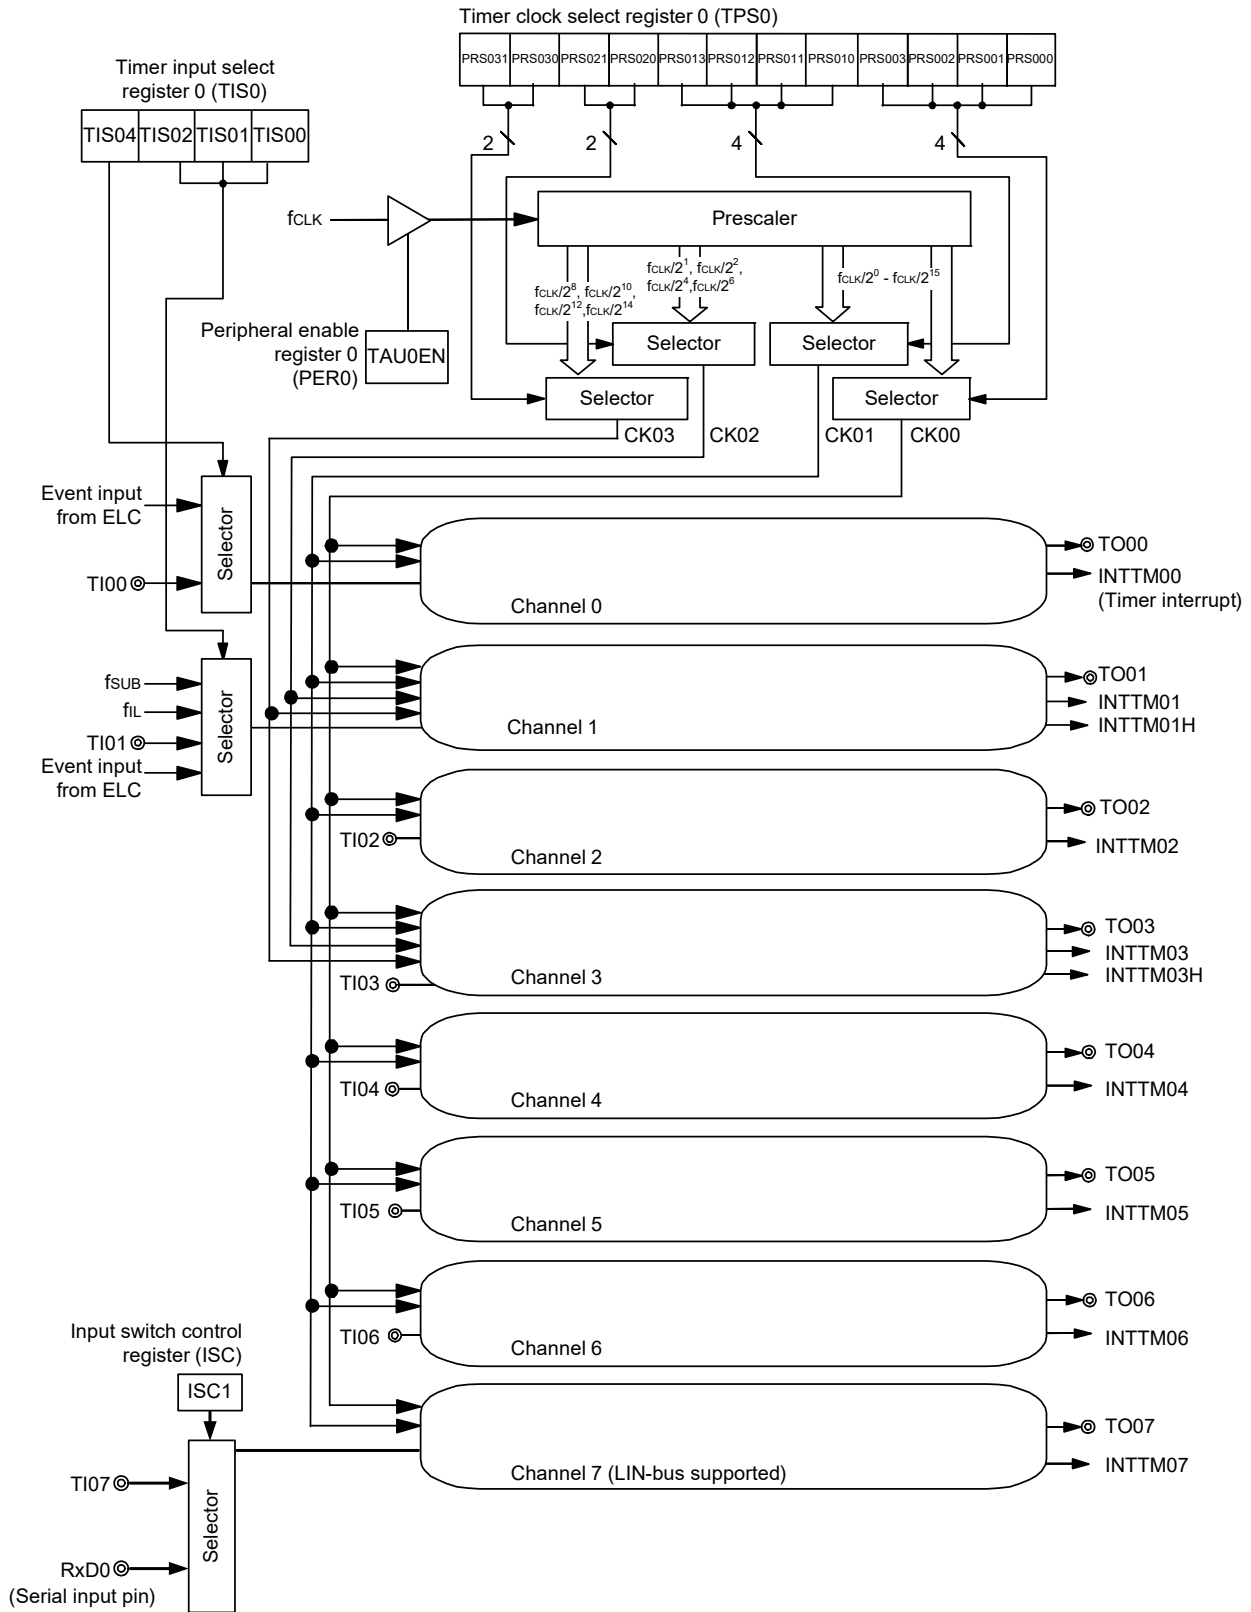 Timer clock select register 0 (TPS0)
PRS031 PRS030 PRS021 PRS020 PRS013 PRS012 PRS011 PRS010 PRS003 PRS002 PRS001 PRS000
Timer input select
register 0 (TIS0)
TIS04 TIS02 TIS01 TIS00
2 2 4 4
fCLK
Prescaler
fCLK/2^8, fCLK/2^10,
fCLK/2^12,fCLK/2^14
fCLK/2^1, fCLK/2^2,
fCLK/2^4,fCLK/2^6
fCLK/2^0 - fCLK/2^15
Peripheral enable
register 0
(PER0)
TAU0EN
Selector
Selector
Selector
Selector
CK03
CK02
CK01
CK00
Event input
from ELC
TI00
Selector
Channel 0
TO00
INTTM00
(Timer interrupt)
fSUB
fIL
TI01
Event input
from ELC
Selector
Channel 1
TO01
INTTM01
INTTM01H
TI02
Channel 2
TO02
INTTM02
TI03
Channel 3
TO03
INTTM03
INTTM03H
TI04
Channel 4
TO04
INTTM04
TI05
Channel 5
TO05
INTTM05
TI06
Channel 6
TO06
INTTM06
Input switch control
register (ISC)
ISC1
TI07
RxD0
(Serial input pin)
Selector
Channel 7 (LIN-bus supported)
TO07
INTTM07